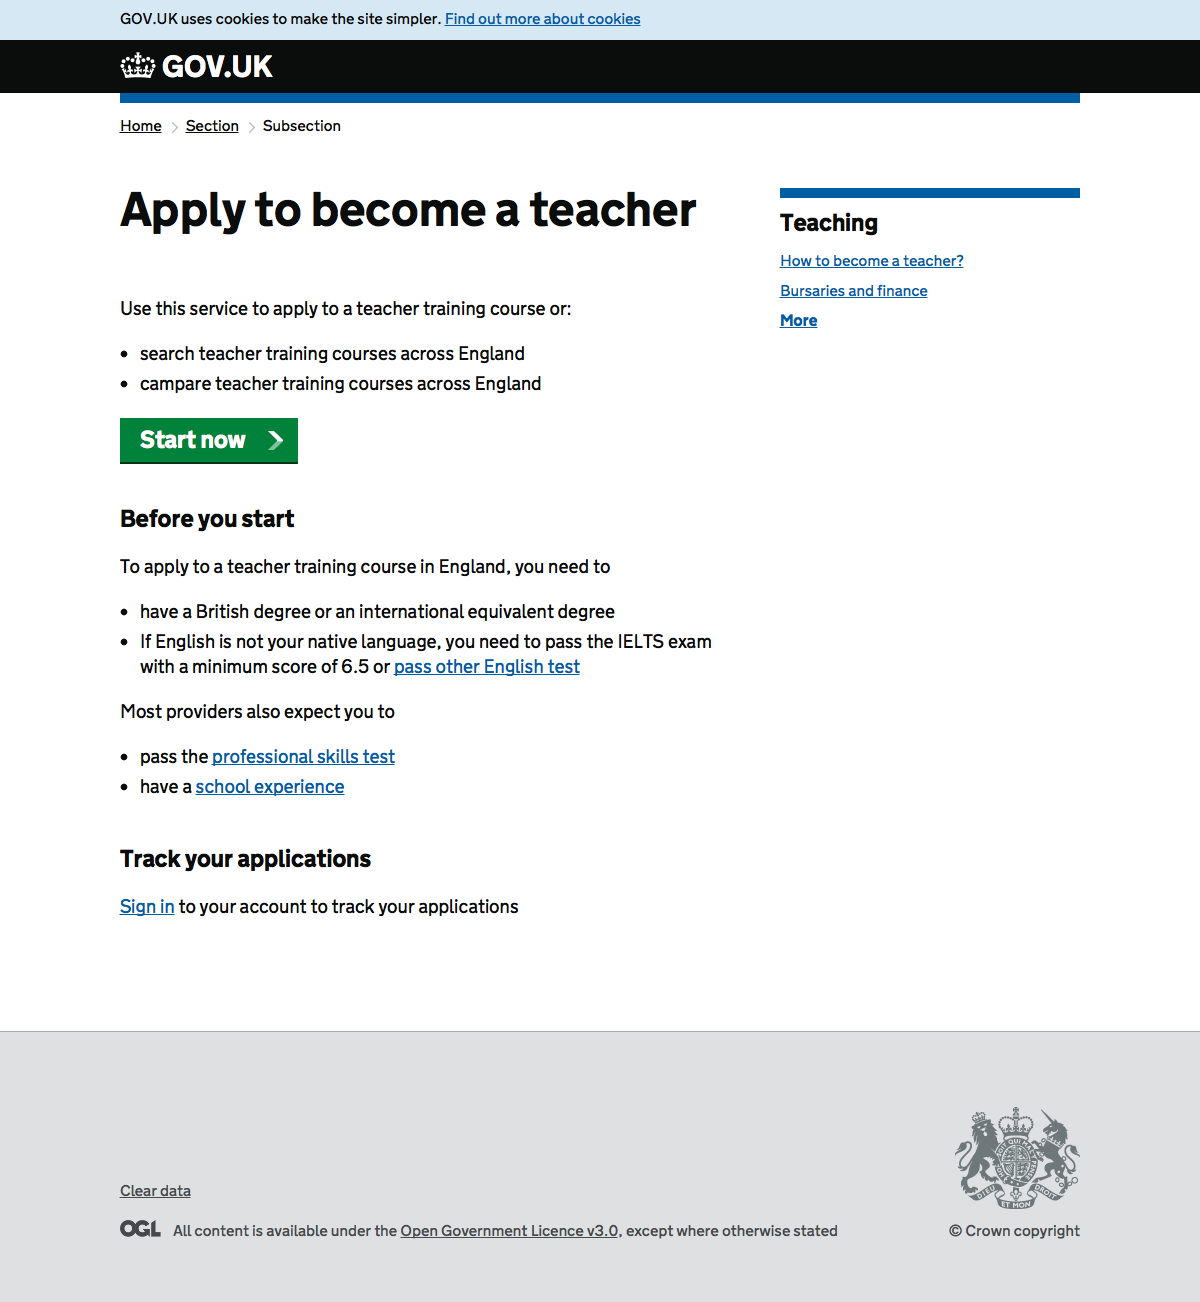 GOV.UK uses cookies to make the site simpler. Find out more about cookies
GOV.UK
Home Section Subsection
Apply to become a teacher
Use this service to apply to a teacher training course or:
search teacher training courses across England
campare teacher training courses across England
Start now
Before you start
To apply to a teacher training course in England, you need to
have a British degree or an international equivalent degree
If English is not your native language, you need to pass the IELTS exam
with a minimum score of 6.5 or pass other English test
Most providers also expect you to
pass the professional skills test
have a school experience
Track your applications
Sign in to your account to track your applications
Teaching
How to become a teacher?
Bursaries and finance
More
Clear data
OGL All content is available under the Open Government Licence v3.0, except where otherwise stated
DIEU ET MON DROIT
© Crown copyright